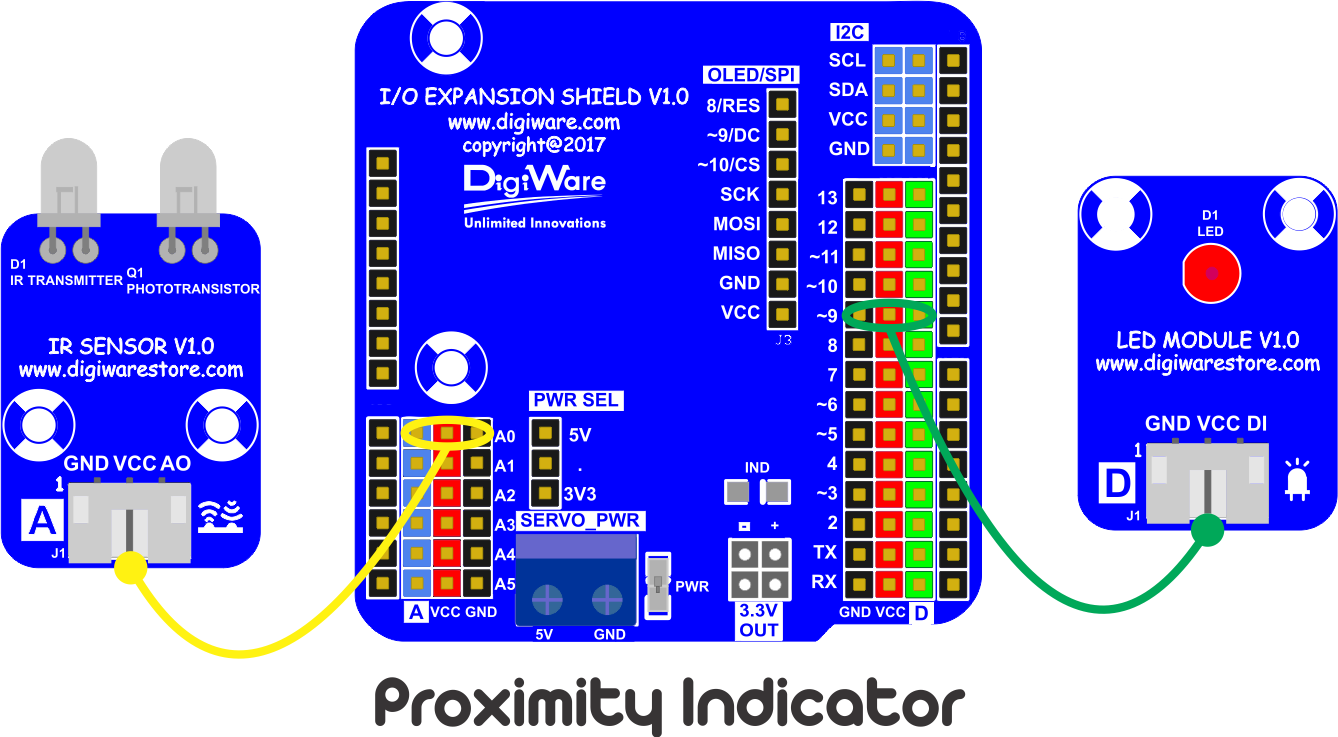 D1
IR TRANSMITTER
Q1
PHOTOTRANSISTOR
IR SENSOR V1.0
www.digiwarestore.com
GND VCC AO
1
A
J1
I/O EXPANSION SHIELD V1.0
www.digiware.com
copyright@2017
DigiWare
Unlimited Innovations
OLED/SPI
8/RES
~9/DC
~10/CS
SCK
MOSI
MISO
GND
VCC
J3
I2C
SCL
SDA
VCC
GND
13
12
~11
~10
~9
8
7
~6
~5
4
~3
2
TX
RX
GND VCC D
A0
A1
A2
A3
A4
A5
A VCC GND
PWR SEL
5V
.
3V3
SERVO_PWR
5V GND
PWR
IND
- +
3.3V
OUT
D1
LED
LED MODULE V1.0
www.digiwarestore.com
GND VCC DI
1
D
J1
Proximity Indicator